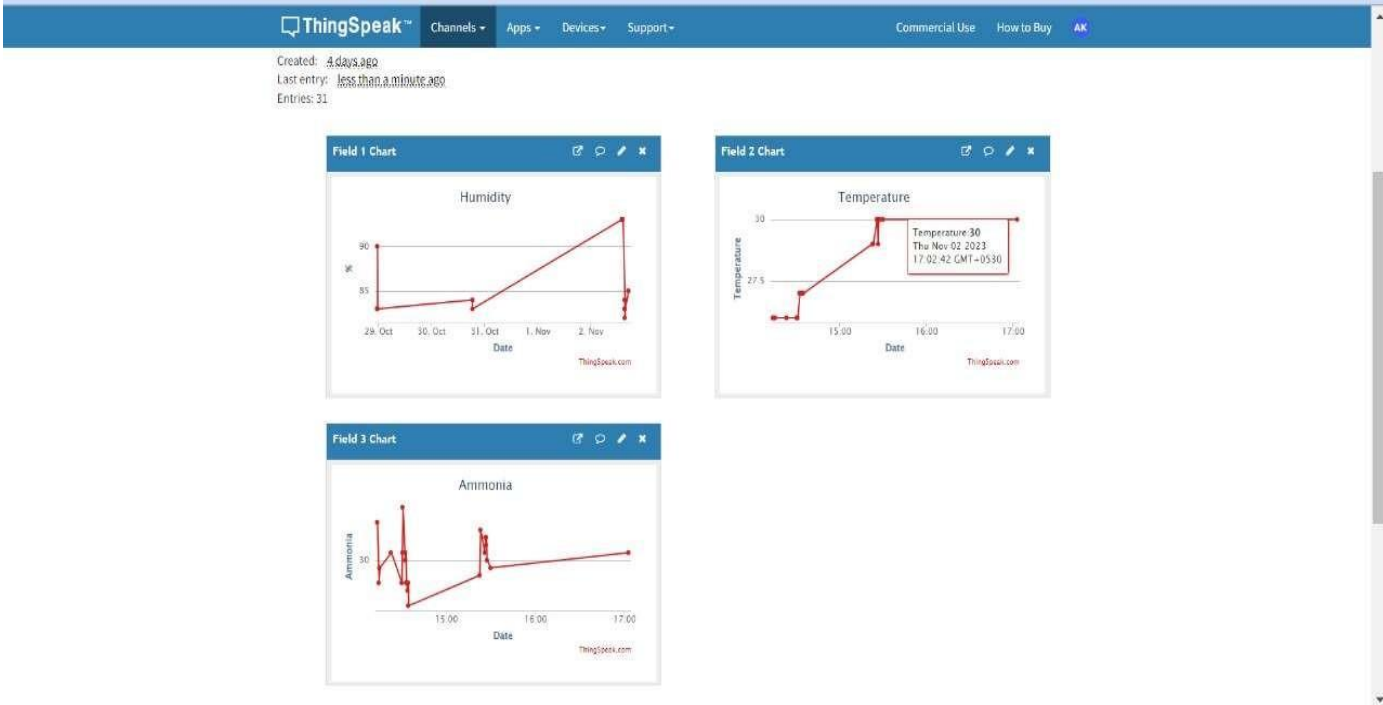 ThingSpeak™ Channels Apps Devices Support Commercial Use How to Buy AK
Created: 4 days ago
Last entry: less than a minute ago
Entries: 31
Field 1 Chart
Humidity
90
%
85
29. Oct 30. Oct 31. Oct 1. Nov 2. Nov
Date
ThingSpeak.com
Field 2 Chart
Temperature
30
Temperature
27.5
Temperature:30
Thu Nov 02 2023
17:02:42 GMT+0530
15:00 16:00 17:00
Date
ThingSpeak.com
Field 3 Chart
Ammonia
Ammonia
30
15:00 16:00 17:00
Date
ThingSpeak.com